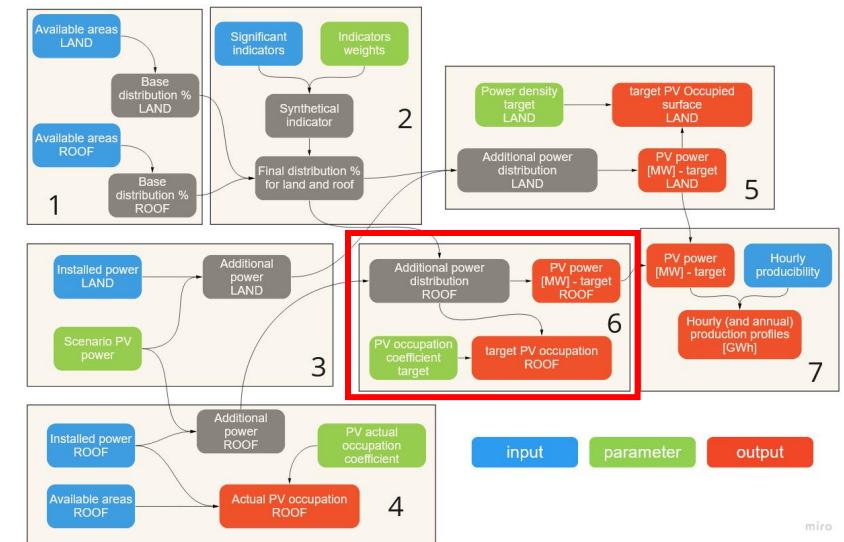 Available areas
LAND
Base
distribution %
LAND
Available areas
ROOF
Base
distribution %
ROOF
1
Significant
indicators
Indicators
weights
Synthetical
indicator
2
Final distribution %
for land and roof
Power density
target
LAND
target PV Occupied
surface
LAND
Additional power
distribution
LAND
PV power
[MW] - target
LAND
5
Installed power
LAND
Additional
power
LAND
Scenario PV
power
3
Additional power
distribution
ROOF
PV power
[MW] - target
ROOF
6
PV occupation
coefficient
target
target PV occupation
ROOF
PV power
[MW] - target
Hourly
producibility
Hourly (and annual)
production profiles
[GWh]
7
Installed power
ROOF
Additional
power
ROOF
PV actual
occupation
coefficient
Available areas
ROOF
Actual PV occupation
ROOF
4
input
parameter
output
miro